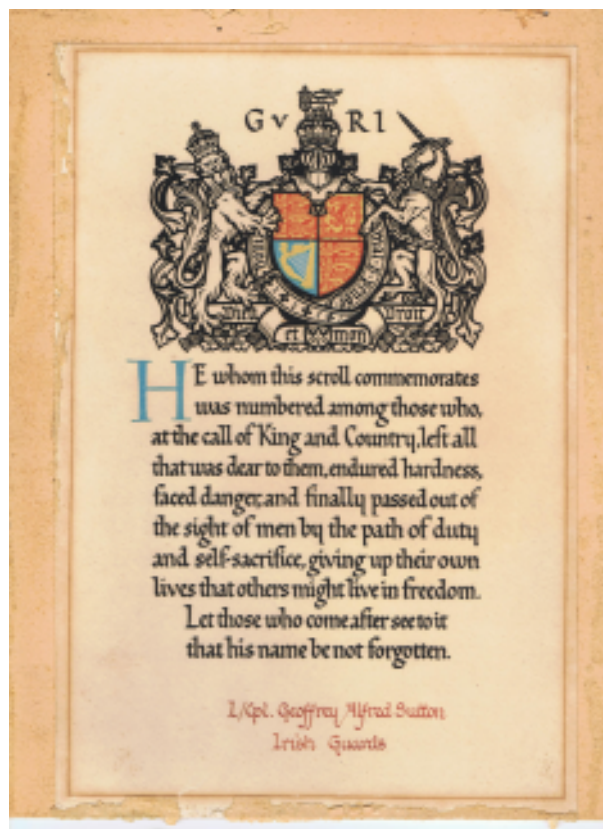 G V R I
Dieu Droit
et mon
HE whom this scroll commemorates
was numbered among those who,
at the call of King and Country, left all
that was dear to them, endured hardness,
faced danger, and finally passed out of
the sight of men by the path of duty
and self-sacrifice, giving up their own
lives that others might live in freedom.
Let those who come after see to it
that his name be not forgotten.
L/Cpl. Geoffrey Alfred Sutton
Irish Guards